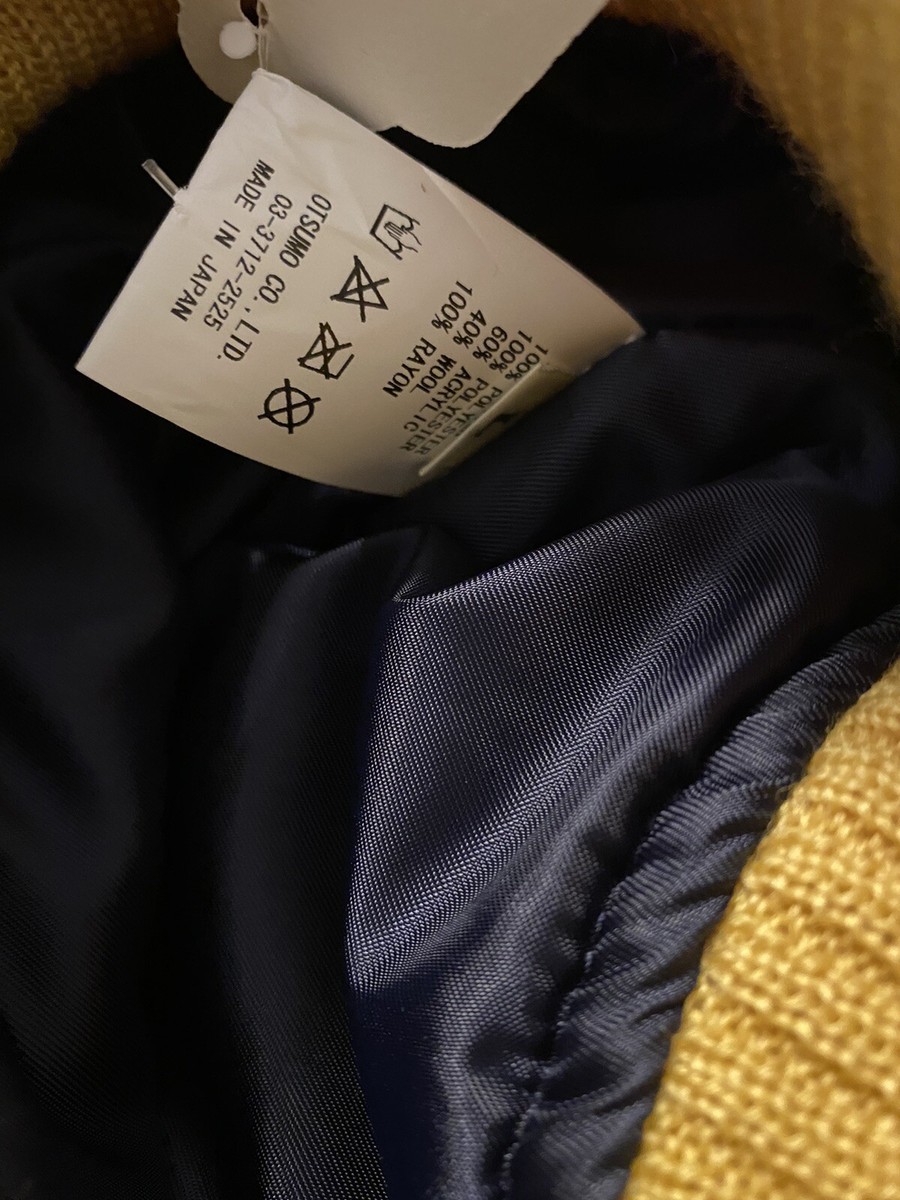 100% POLYESTER
100% POLYESTER
60% ACRYLIC
40% WOOL
100% RAYON
OTSUMO CO., LTD.
03-3712-2525
MADE IN JAPAN